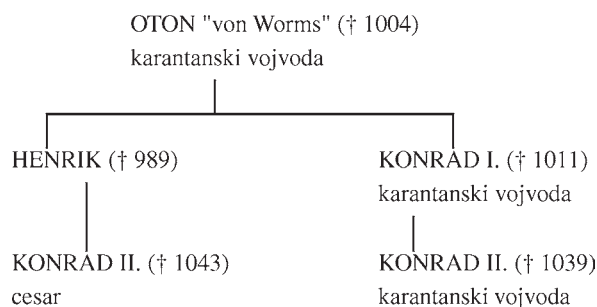 OTON "von Worms" († 1004)
karantanski vojvoda
HENRIK († 989)
KONRAD I. († 1011)
karantanski vojvoda
KONRAD II. († 1043)
cesar
KONRAD II. († 1039)
karantanski vojvoda